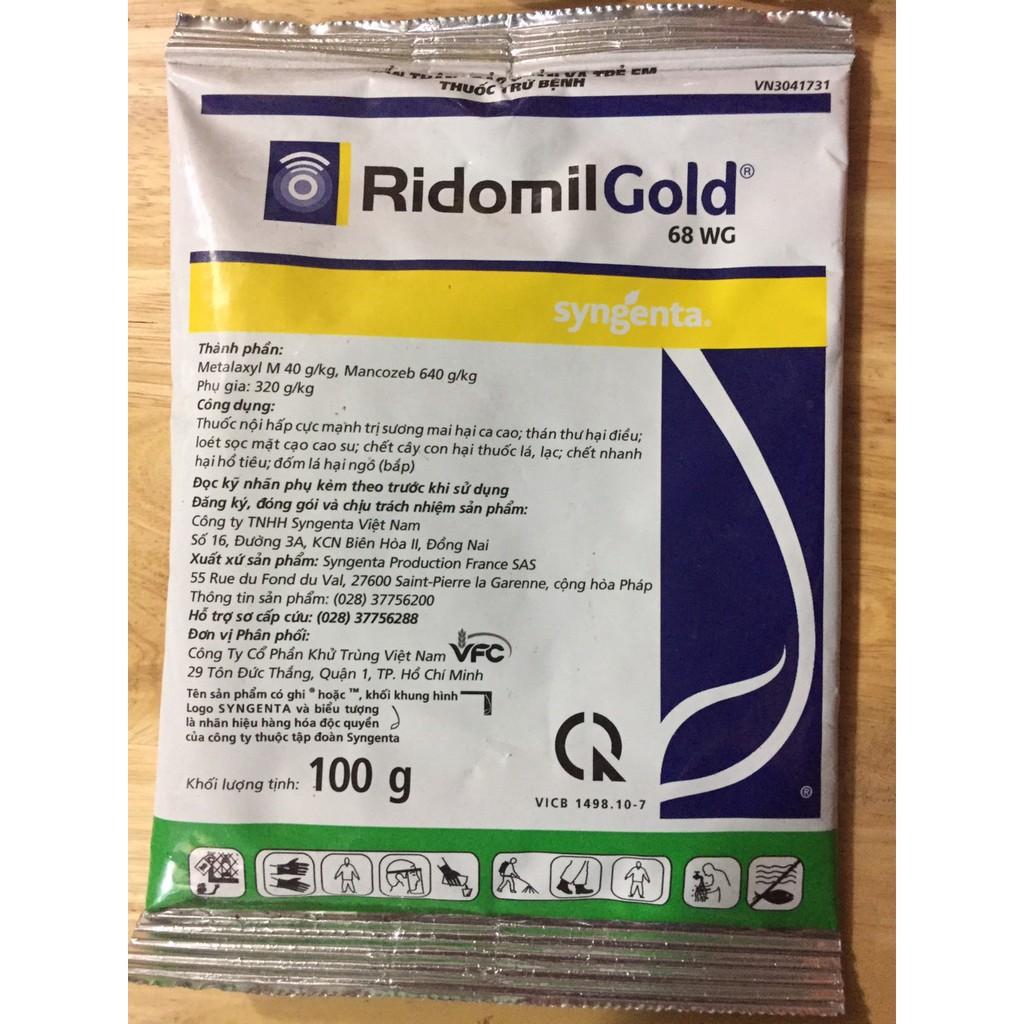 THUỐC TRỪ BỆNH
VN3041731
RidomilGold®
68 WG
syngenta®
Thành phần:
Metalaxyl M 40 g/kg, Mancozeb 640 g/kg
Phụ gia: 320 g/kg
Công dụng:
Thuốc nội hấp cực mạnh trị sương mai hại ca cao; thán thư hại điều;
loét sọc mặt cạo cao su; chết cây con hại thuốc lá, lạc; chết nhanh
hại hồ tiêu; đốm lá hại ngô (bắp)
Đọc kỹ nhãn phụ kèm theo trước khi sử dụng
Đăng ký, đóng gói và chịu trách nhiệm sản phẩm:
Công ty TNHH Syngenta Việt Nam
Số 16, Đường 3A, KCN Biên Hòa II, Đồng Nai
Xuất xứ sản phẩm: Syngenta Production France SAS
55 Rue du Fond du Val, 27600 Saint-Pierre la Garenne, cộng hòa Pháp
Thông tin sản phẩm: (028) 37756200
Hỗ trợ sơ cấp cứu: (028) 37756288
Đơn vị Phân phối:
Công Ty Cổ Phần Khử Trùng Việt Nam VFC
29 Tôn Đức Thắng, Quận 1, TP. Hồ Chí Minh
Tên sản phẩm có ghi ® hoặc ™, khối khung hình
Logo SYNGENTA và biểu tượng
là nhãn hiệu hàng hóa độc quyền
của công ty thuộc tập đoàn Syngenta
Khối lượng tịnh: 100 g
VICB 1498.10-7
®